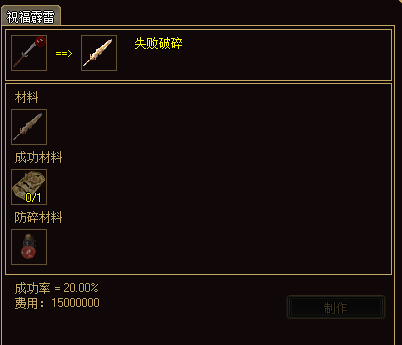 祝福霹雷
==>
失败破碎
材料
成功材料
0/1
防碎材料
成功率 = 20.00%
费用: 15000000
制作